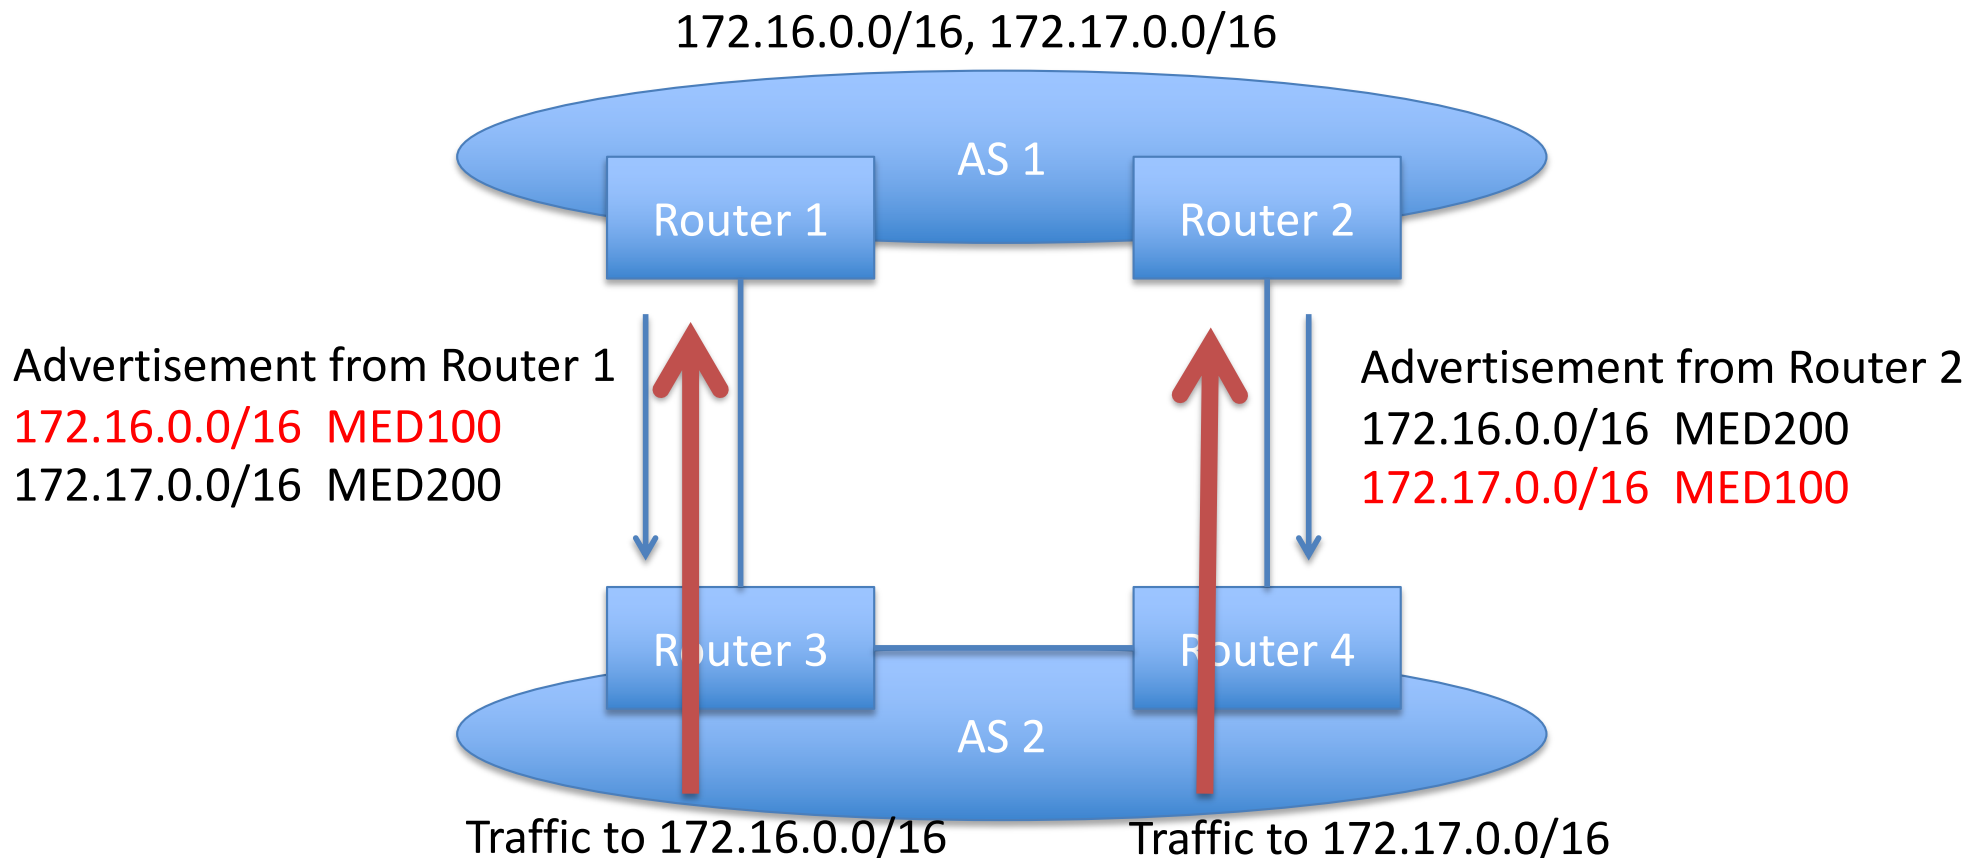 172.16.0.0/16, 172.17.0.0/16
AS 1
Router 1
Router 2
Advertisement from Router 1
172.16.0.0/16 MED100
172.17.0.0/16 MED200
Advertisement from Router 2
172.16.0.0/16 MED200
172.17.0.0/16 MED100
Router 3
Router 4
AS 2
Traffic to 172.16.0.0/16
Traffic to 172.17.0.0/16